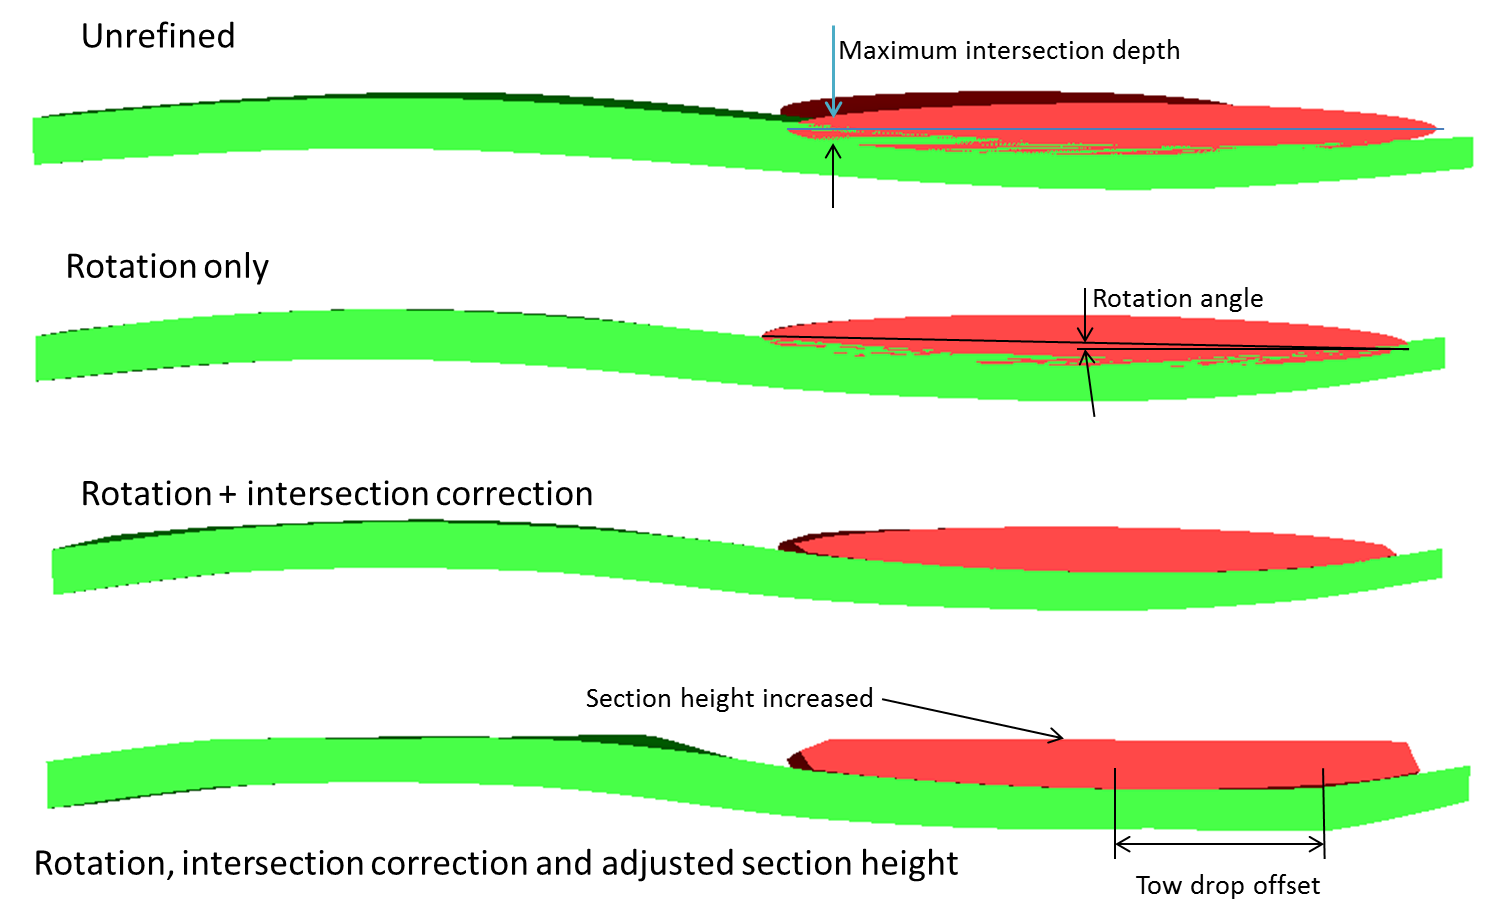 Unrefined
Maximum intersection depth
Rotation only
Rotation angle
Rotation + intersection correction
Section height increased
Rotation, intersection correction and adjusted section height
Tow drop offset